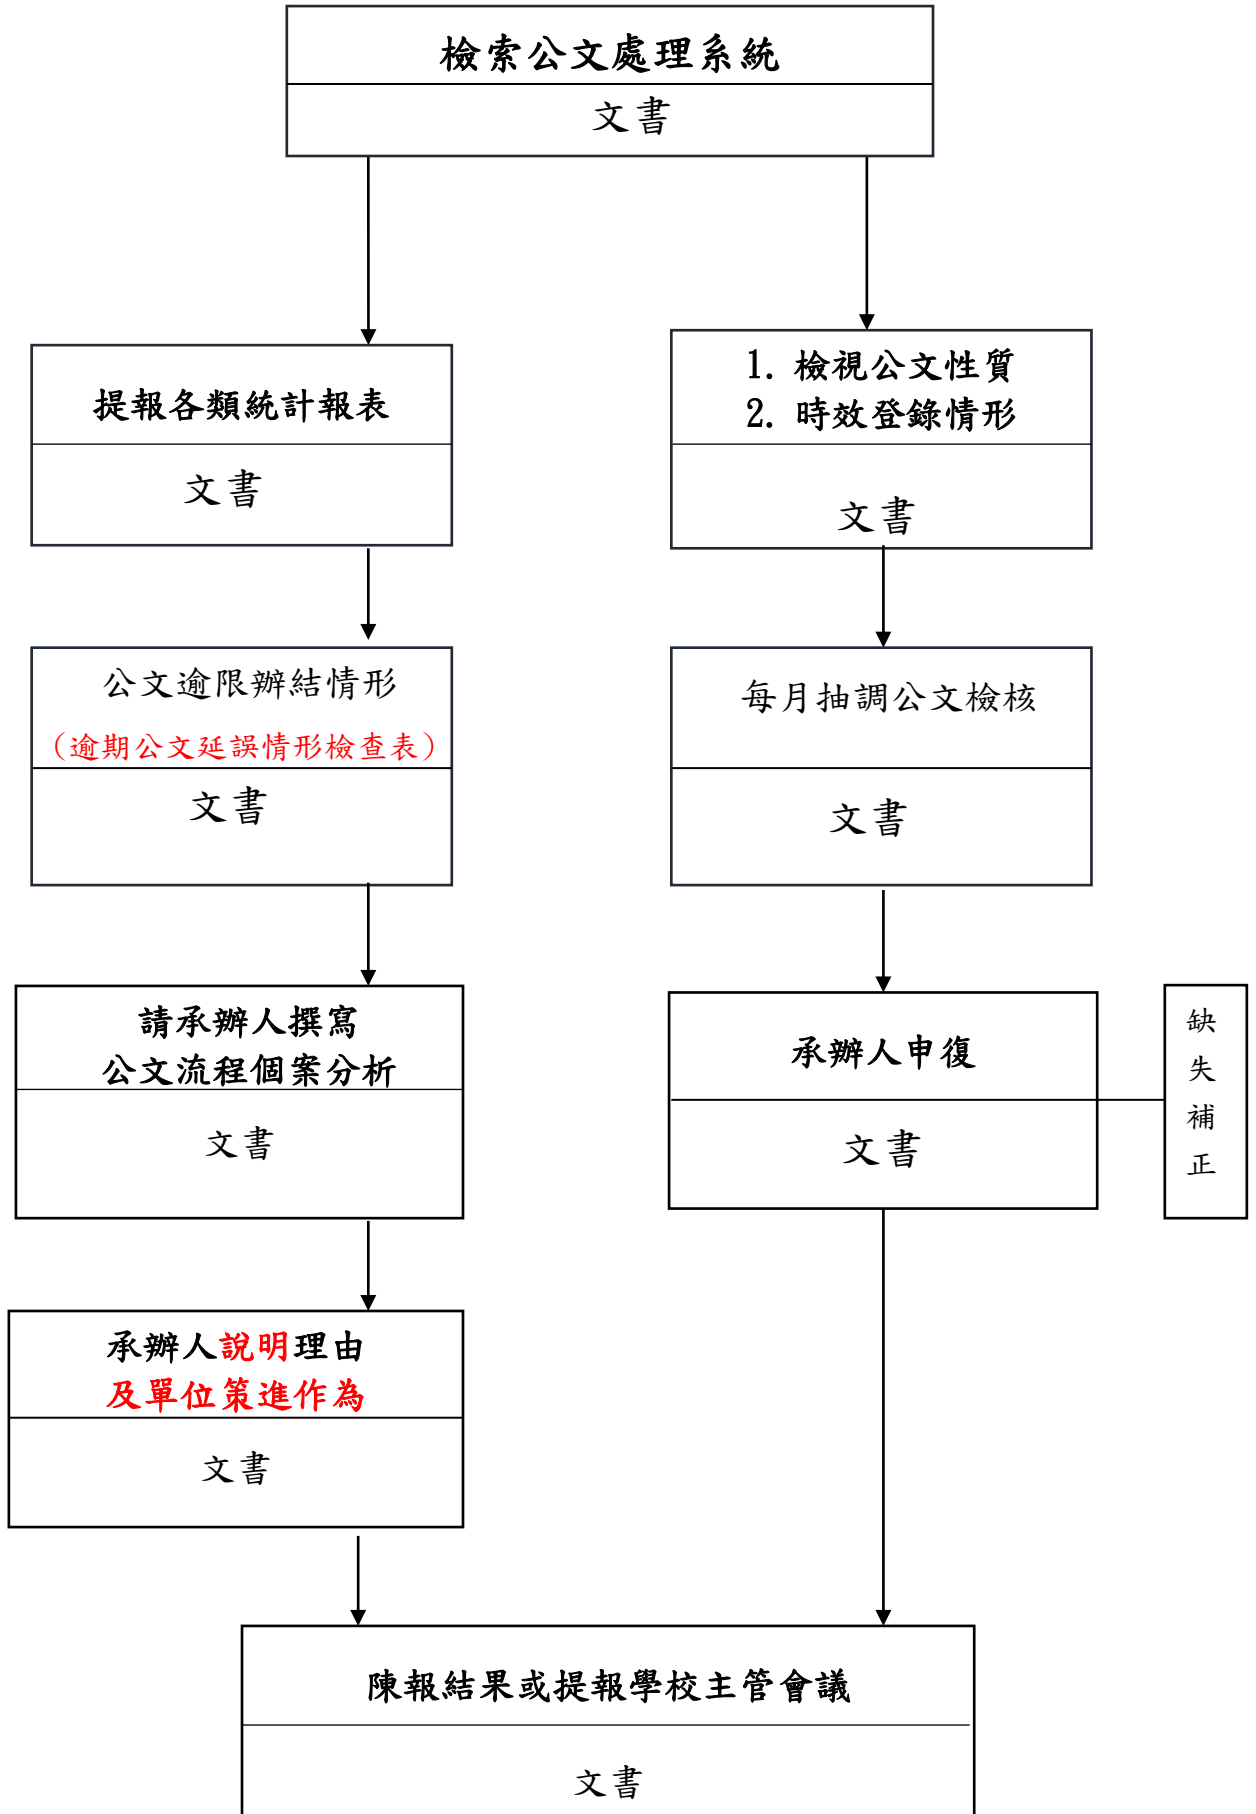 檢索公文處理系統
文書
提報各類統計報表
文書
1. 檢視公文性質
2. 時效登錄情形
文書
公文逾限辦結情形
(逾期公文延誤情形檢查表)
文書
每月抽調公文檢核
文書
請承辦人撰寫
公文流程個案分析
文書
承辦人申復
文書
缺
失
補
正
承辦人說明理由
及單位策進作為
文書
陳報結果或提報學校主管會議
文書